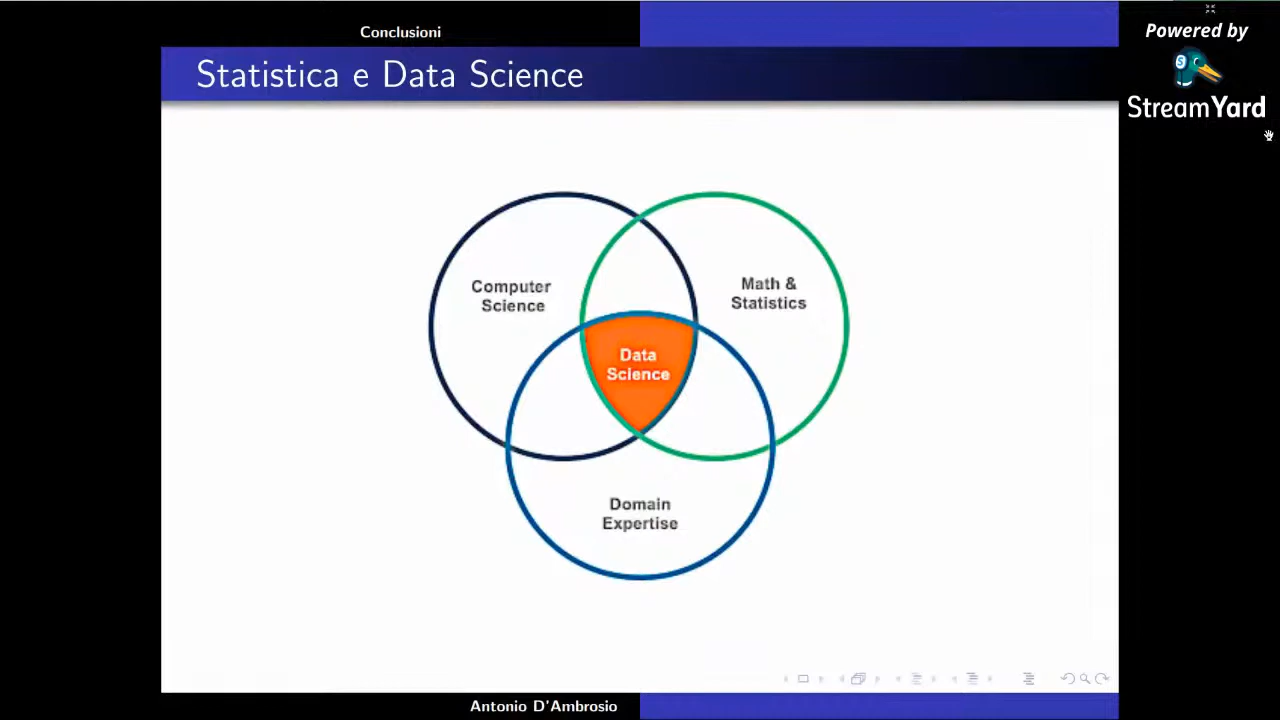 Conclusioni
Powered by
StreamYard
Statistica e Data Science
Computer
Science
Math &
Statistics
Data
Science
Domain
Expertise
Antonio D'Ambrosio